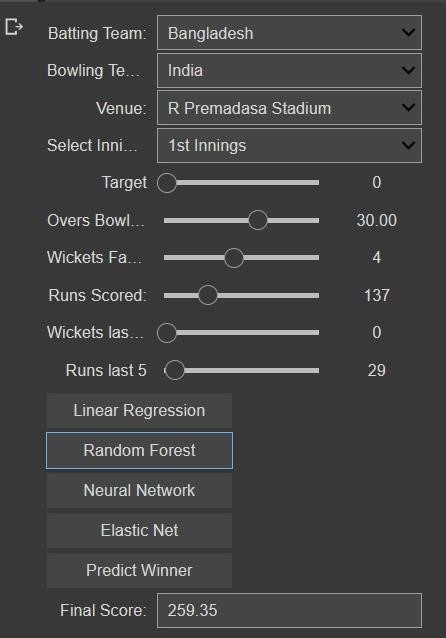 Batting Team: Bangladesh
Bowling Te... India
Venue: R Premadasa Stadium
Select Inni... 1st Innings
Target 0
Overs Bowl... 30.00
Wickets Fa... 4
Runs Scored: 137
Wickets las... 0
Runs last 5 29
Linear Regression
Random Forest
Neural Network
Elastic Net
Predict Winner
Final Score: 259.35